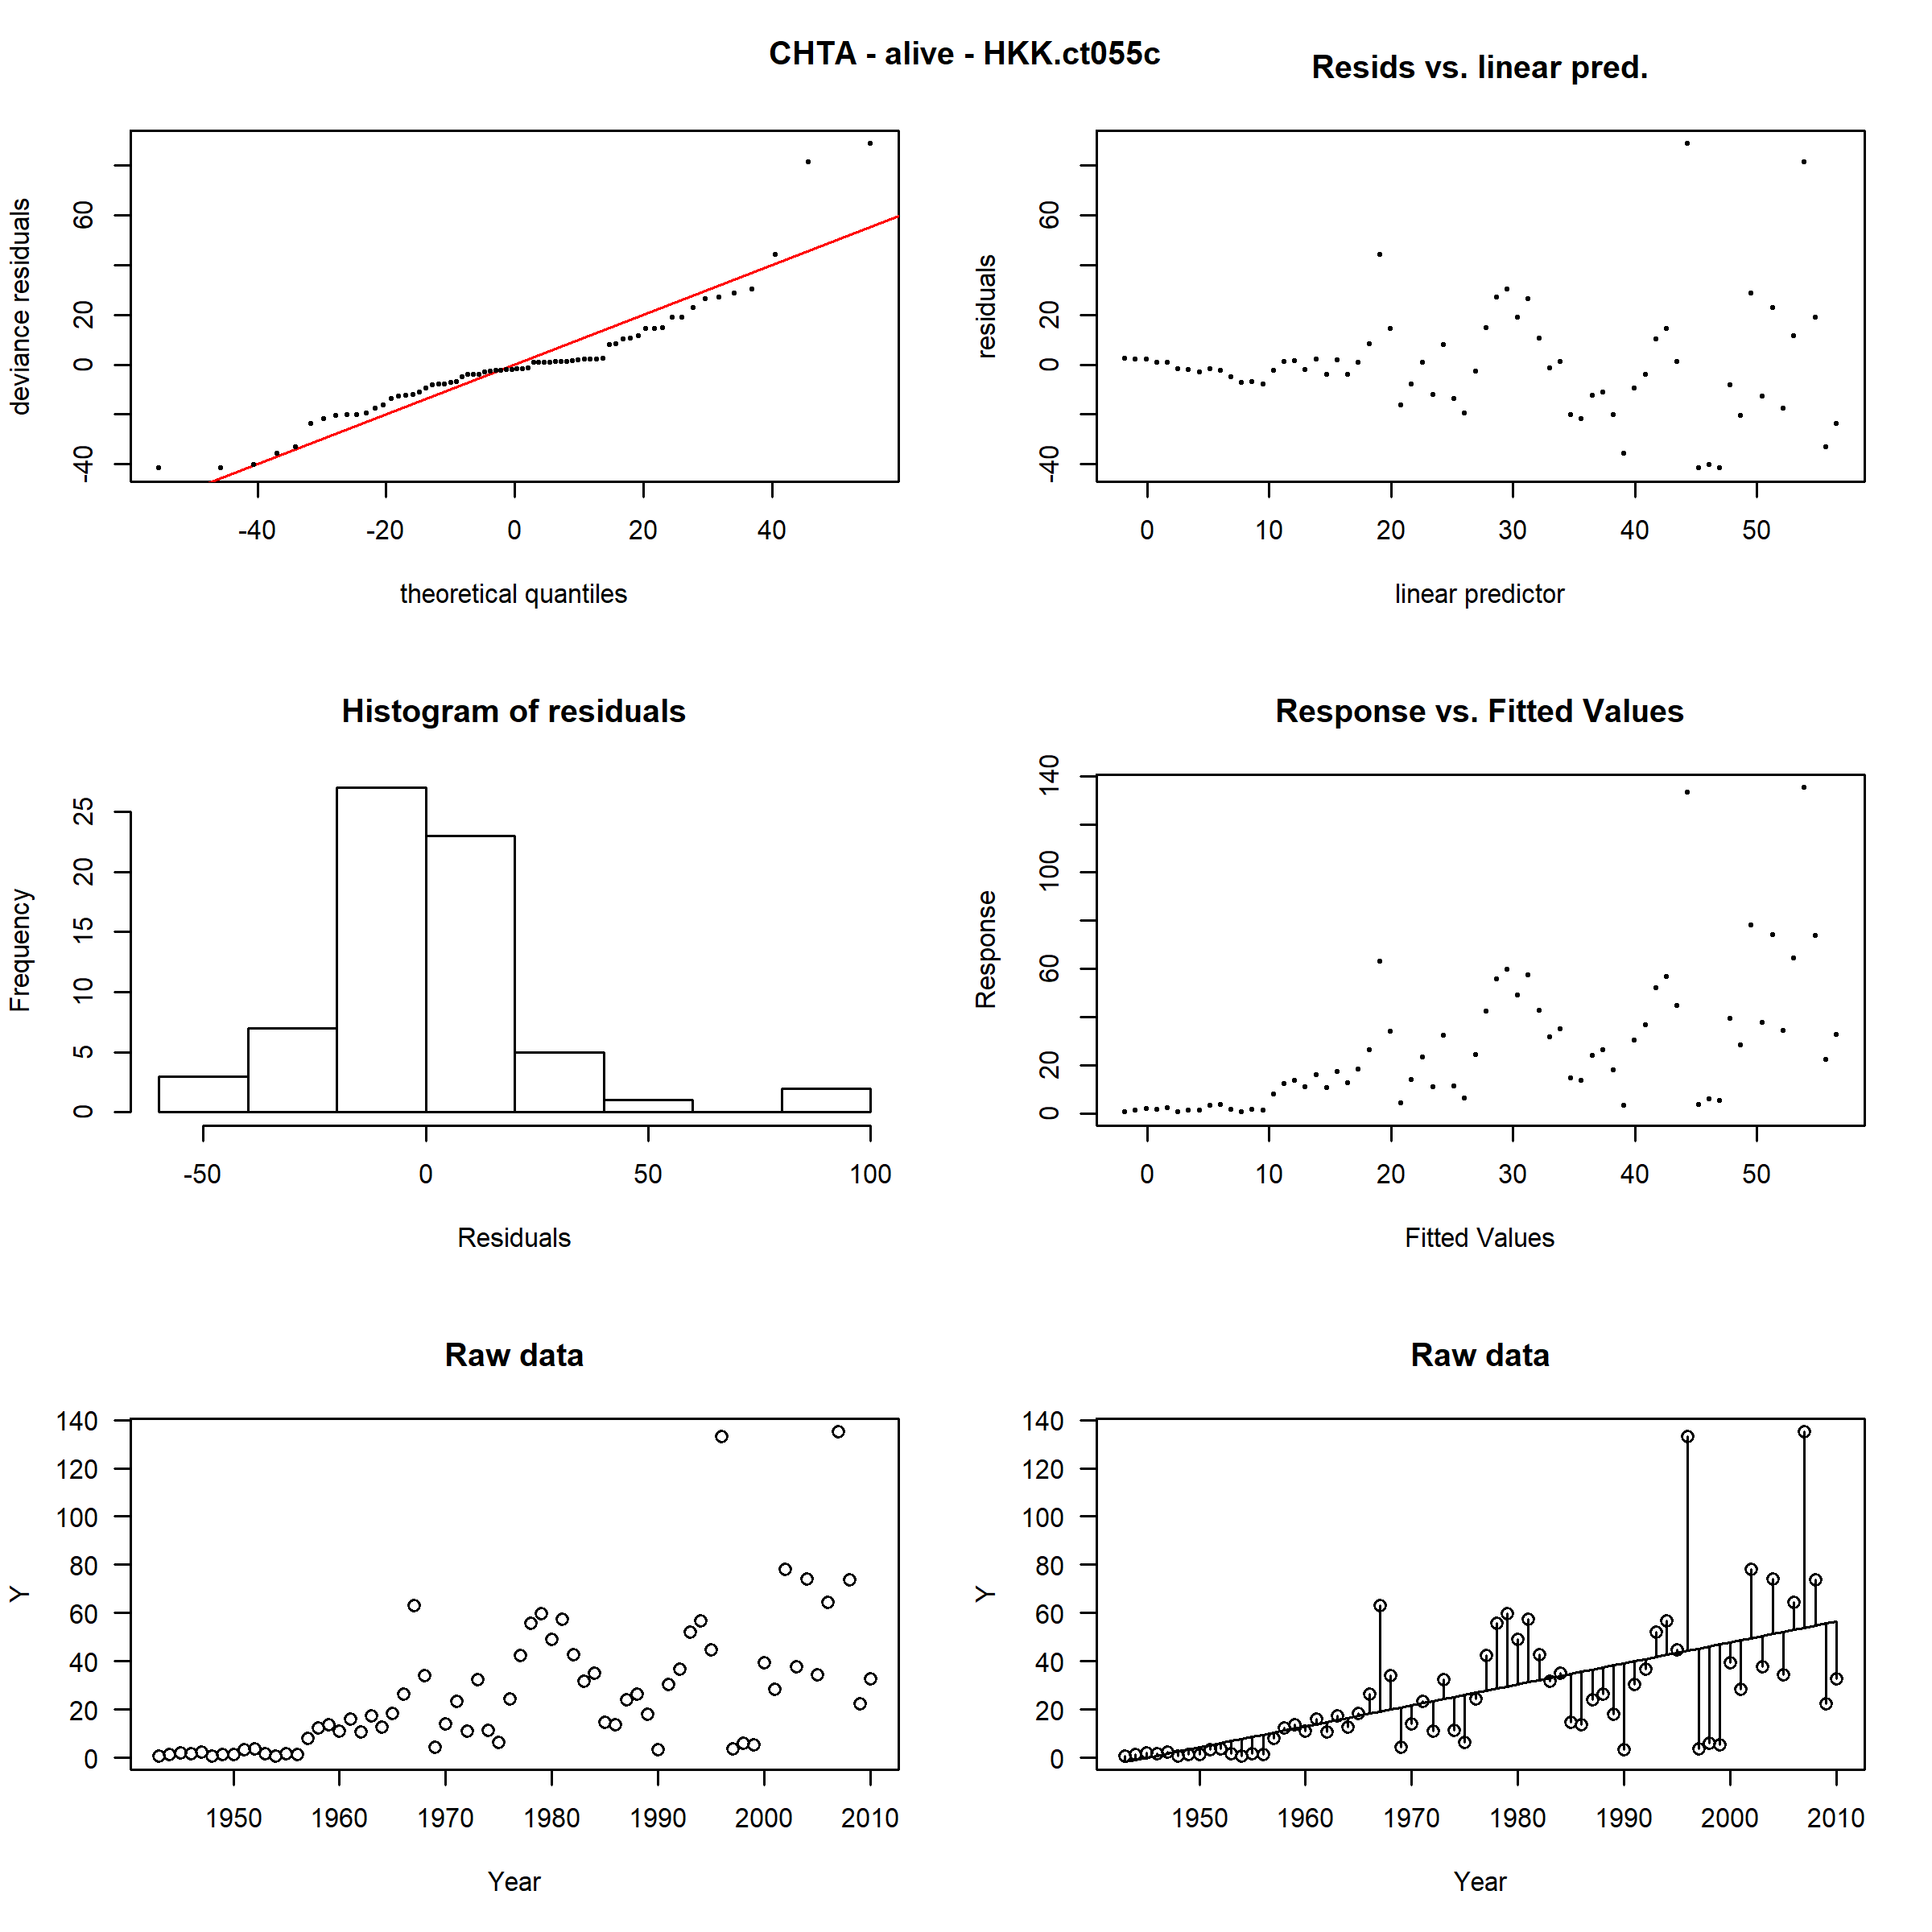 CHTA - alive - HKK.ct055c
Resids vs. linear pred.
deviance residuals
-40 0 20 60
-40 -20 0 20 40
theoretical quantiles
residuals
-40 0 20 60
0 10 20 30 40 50
linear predictor
Histogram of residuals
Frequency
0 5 10 15 20 25
-50 0 50 100
Residuals
Response vs. Fitted Values
Response
0 20 60 100 140
0 10 20 30 40 50
Fitted Values
Raw data
Y
140
120
100
80
60
40
20
0
1950 1960 1970 1980 1990 2000 2010
Year
Raw data
Y
140
120
100
80
60
40
20
0
1950 1960 1970 1980 1990 2000 2010
Year